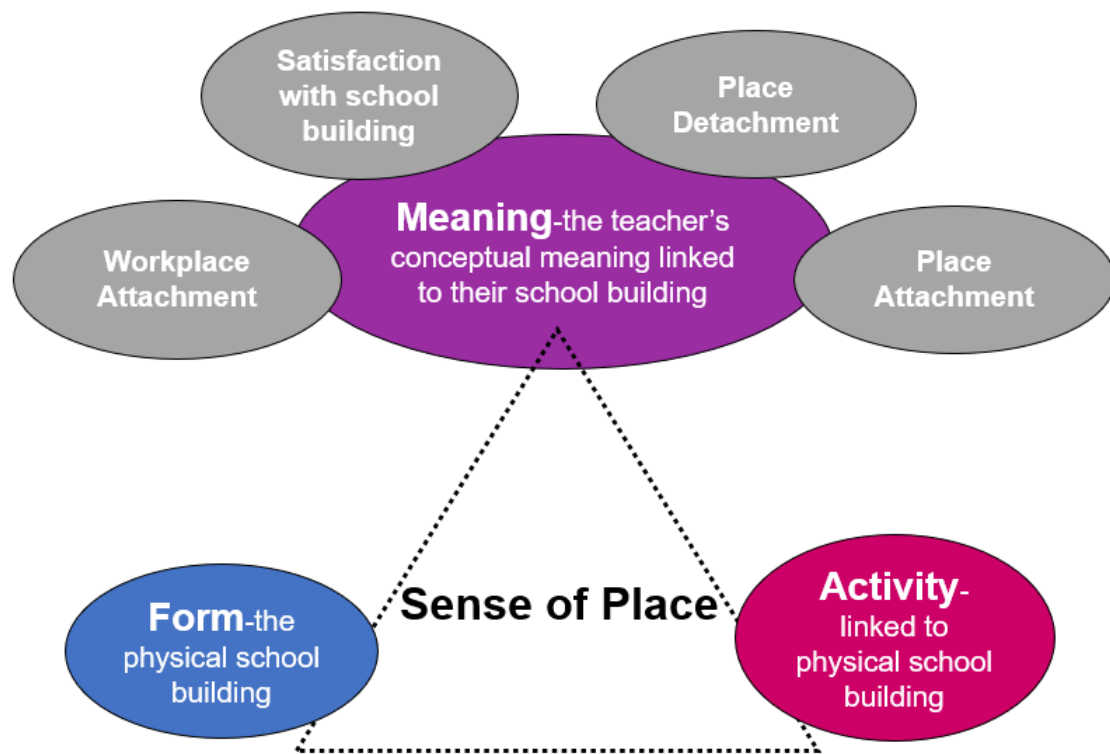 Satisfaction
with school
building
Place
Detachment
Meaning-the teacher’s
conceptual meaning linked
to their school building
Workplace
Attachment
Place
Attachment
Sense of Place
Form-the
physical school
building
Activity-
linked to
physical school
building